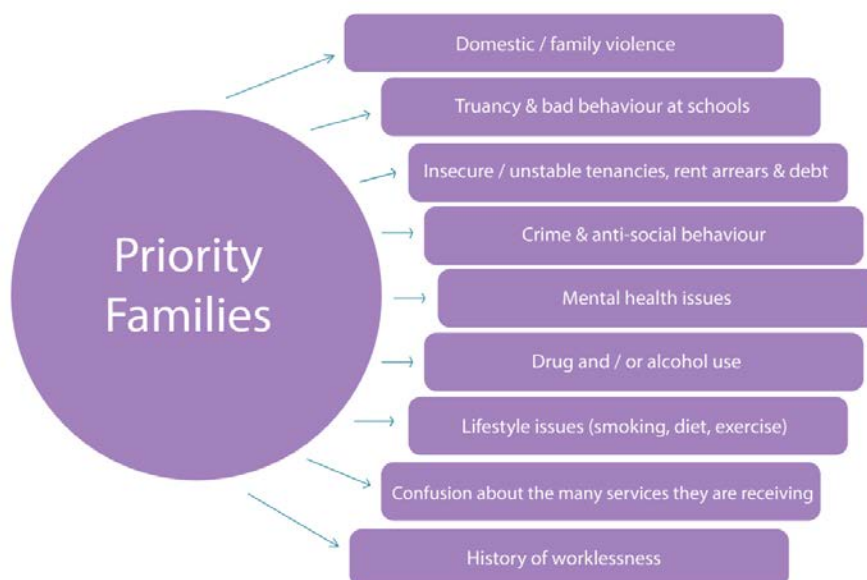 Priority
Families
Domestic / family violence
Truancy & bad behaviour at schools
Insecure / unstable tenancies, rent arrears & debt
Crime & anti-social behaviour
Mental health issues
Drug and / or alcohol use
Lifestyle issues (smoking, diet, exercise)
Confusion about the many services they are receiving
History of worklessness